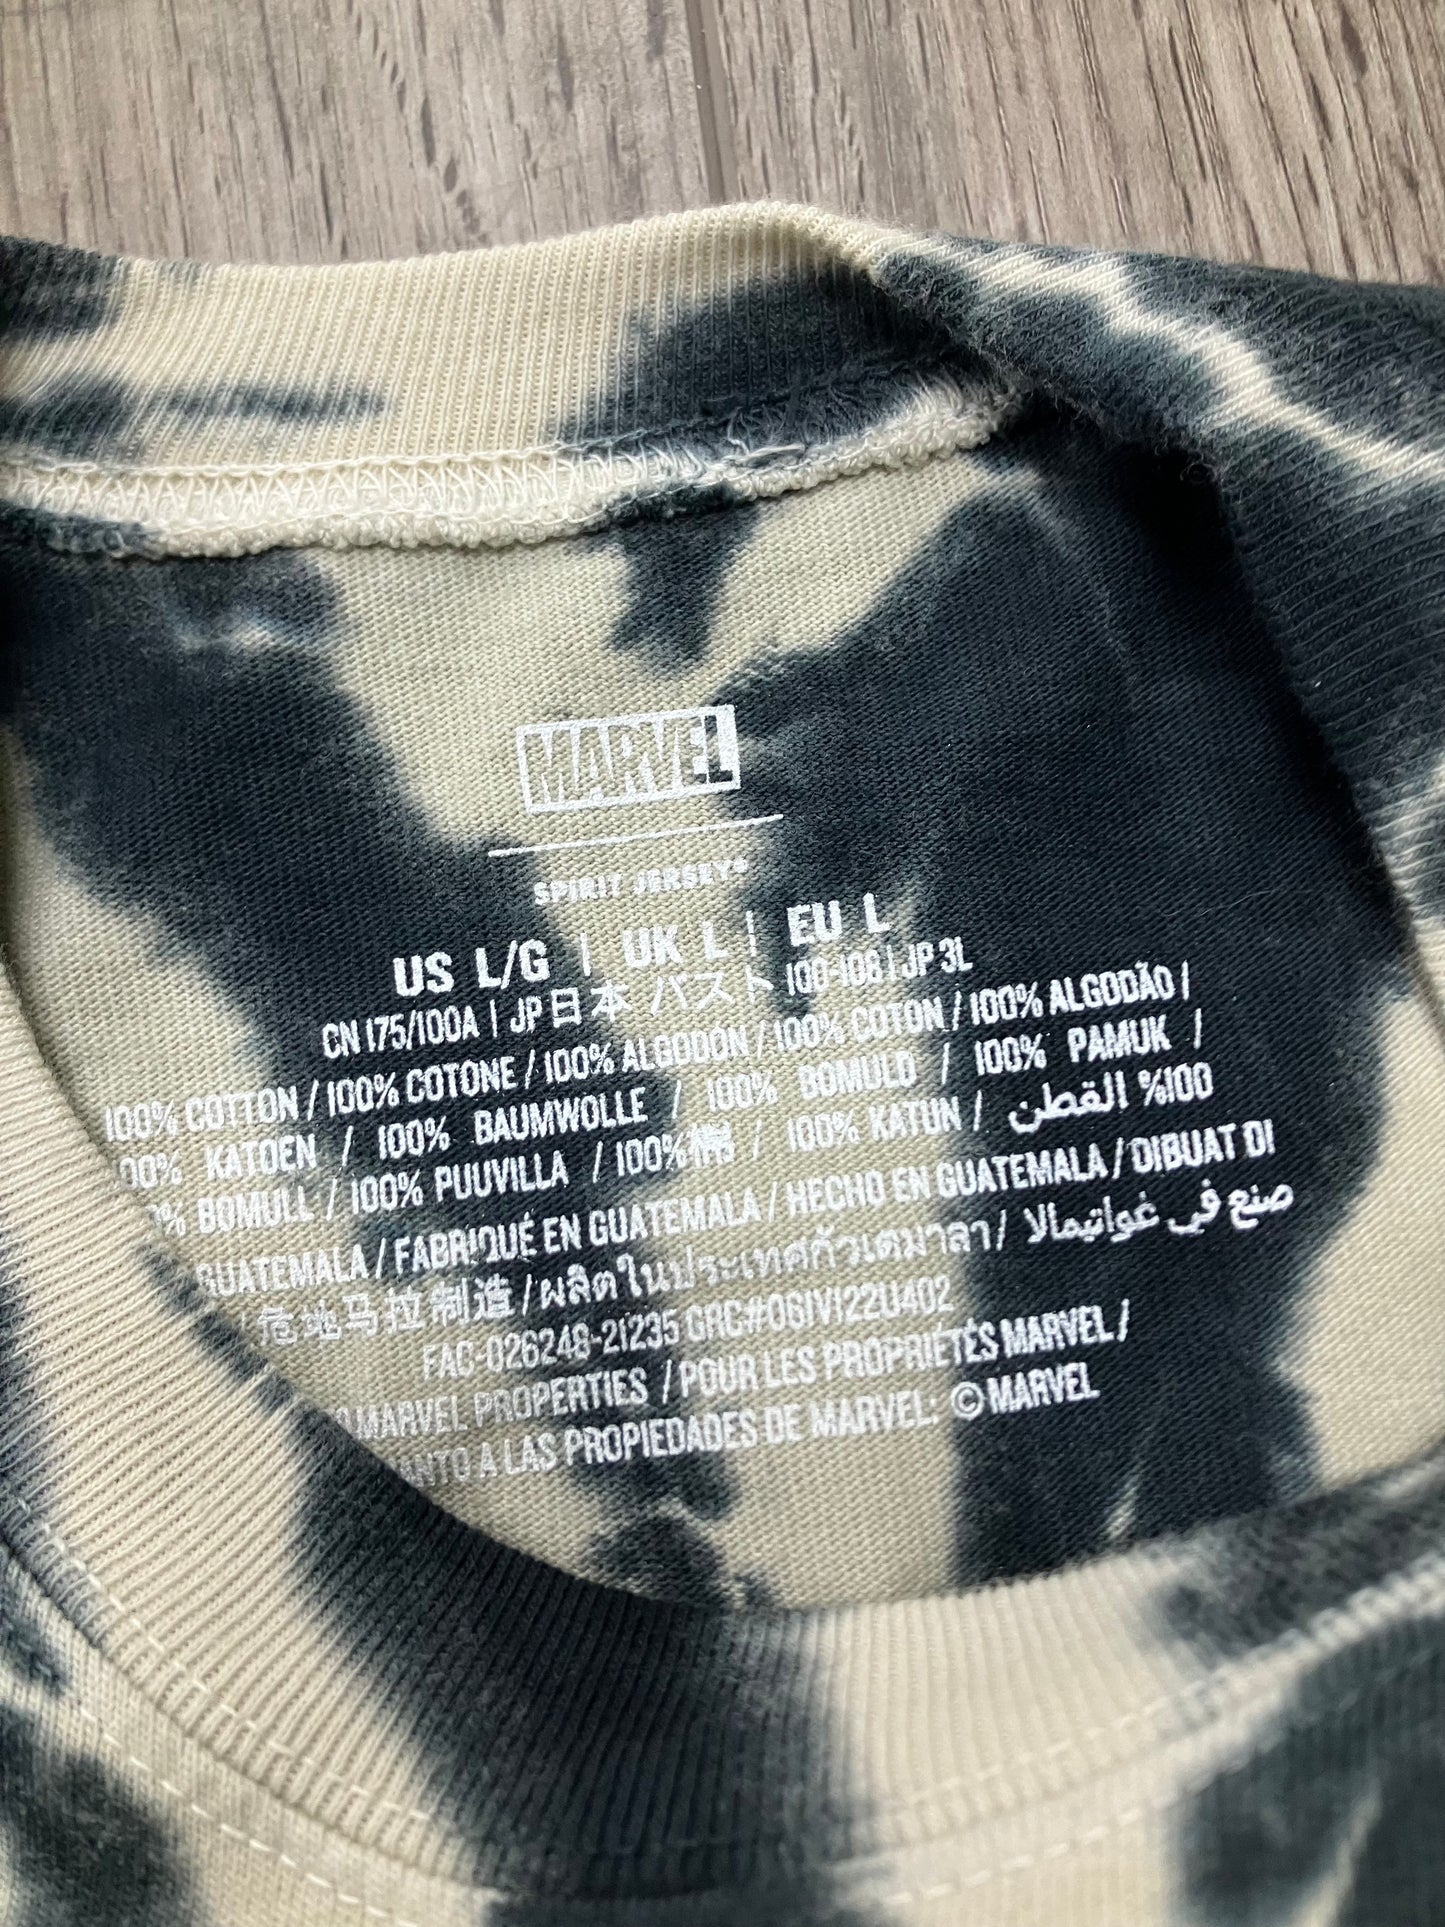 MARVEL
SPIRIT JERSEY®
US L/G | UK L | EU L
CN 175/100A | JP 日本 バスト 100-108 | JP 3L
100% COTTON / 100% COTONE / 100% ALGODÓN / 100% COTON / 100% ALGODÃO |
00% KATOEN / 100% BAUMWOLLE / 100% BOMULD / 100% PAMUK /
% BOMULL / 100% PUUVILLA / 100%棉 / 100% KATUN / 100% القطن
GUATEMALA / FABRIQUÉ EN GUATEMALA / HECHO EN GUATEMALA / DIBUAT DI
/ 危地马拉制造 / ผลิตในประเทศกัวเตมาลา / صنع في غواتيمالا
FAC-026248-21235 GRC#061V122U402
MARVEL PROPERTIES / POUR LES PROPRIÉTÉS MARVEL /
ANTO A LAS PROPIEDADES DE MARVEL: © MARVEL